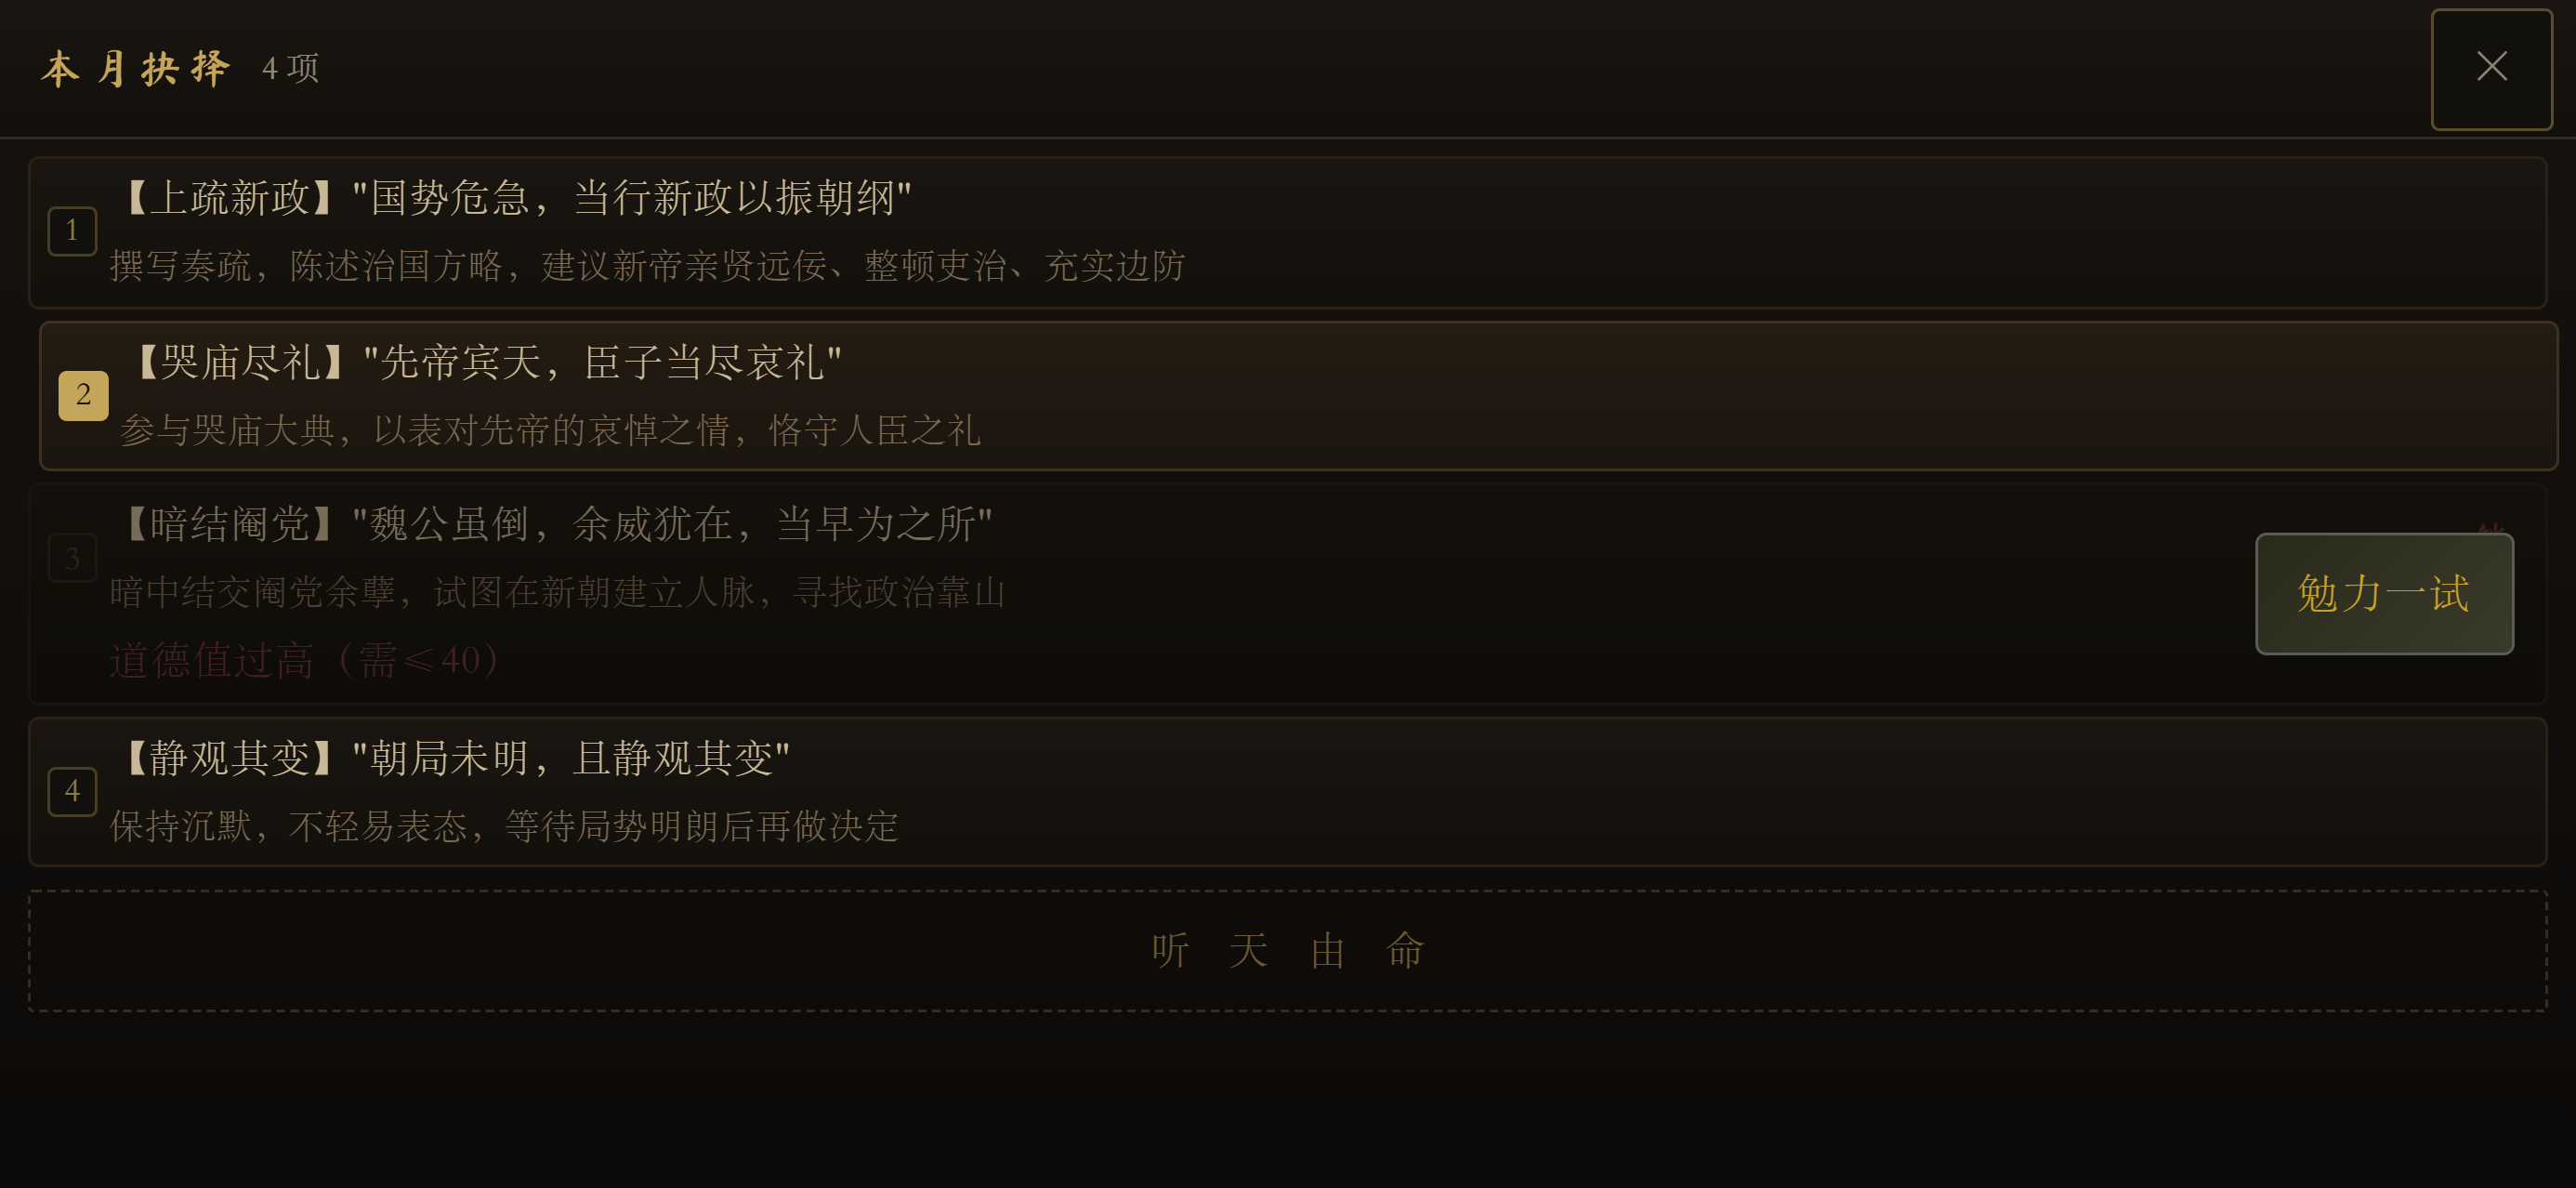 本月抉择 4 项
1
【上疏新政】"国势危急，当行新政以振朝纲"
撰写奏疏，陈述治国方略，建议新帝亲贤远佞、整顿吏治、充实边防
2
【哭庙尽礼】"先帝宾天，臣子当尽哀礼"
参与哭庙大典，以表对先帝的哀悼之情，恪守人臣之礼
3
【暗结阉党】"魏公虽倒，余威犹在，当早为之所"
暗中结交阉党余孽，试图在新朝建立人脉，寻找政治靠山
道德值过高（需≤40）
勉力一试
4
【静观其变】"朝局未明，且静观其变"
保持沉默，不轻易表态，等待局势明朗后再做决定
听天由命